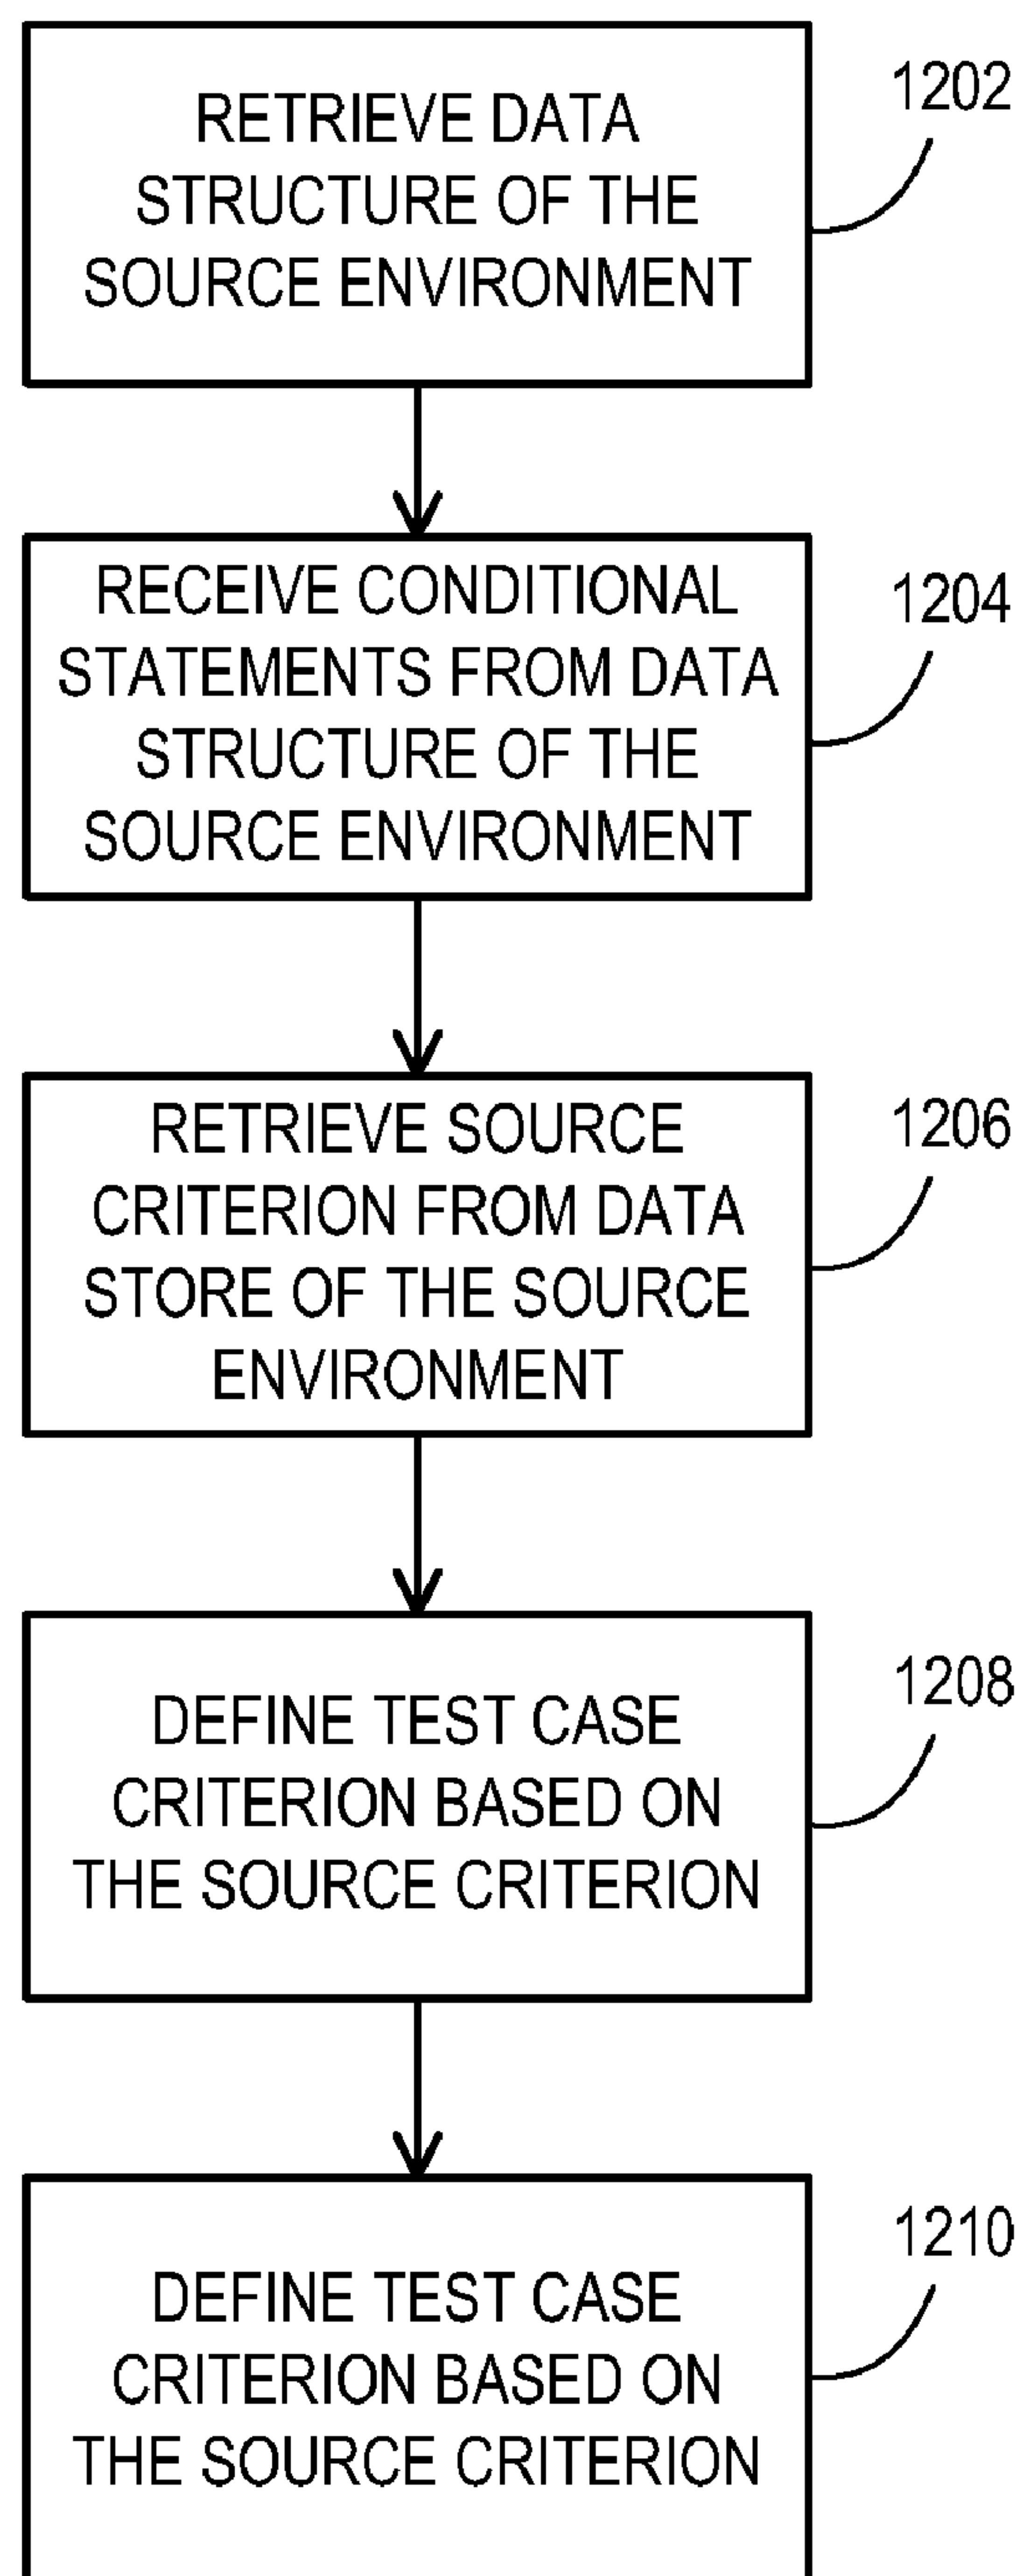 RETRIEVE DATA
STRUCTURE OF THE
SOURCE ENVIRONMENT
1202
RECEIVE CONDITIONAL
STATEMENTS FROM DATA
STRUCTURE OF THE
SOURCE ENVIRONMENT
1204
RETRIEVE SOURCE
CRITERION FROM DATA
STORE OF THE SOURCE
ENVIRONMENT
1206
DEFINE TEST CASE
CRITERION BASED ON
THE SOURCE CRITERION
1208
DEFINE TEST CASE
CRITERION BASED ON
THE SOURCE CRITERION
1210